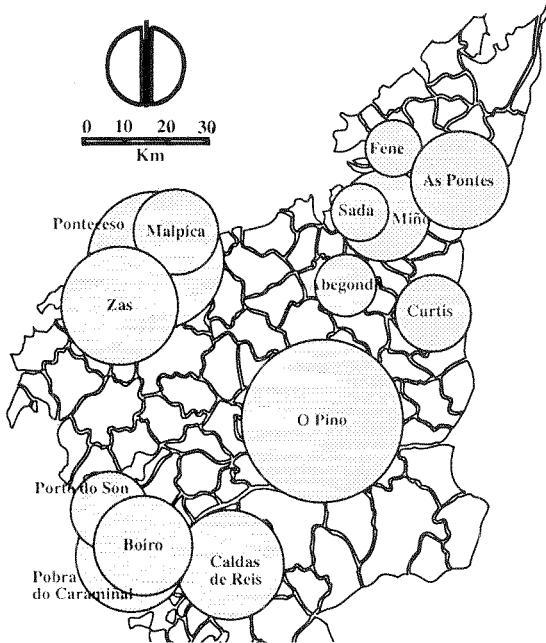 0 10 20 30
Km
Fene
As Pontes
Sada
Miño
Ponteceso
Malpica
Zas
Abegond
Curtis
O Pino
Porto do Son
Boiro
Caldas
de Reis
Pobra
do Caramiñal